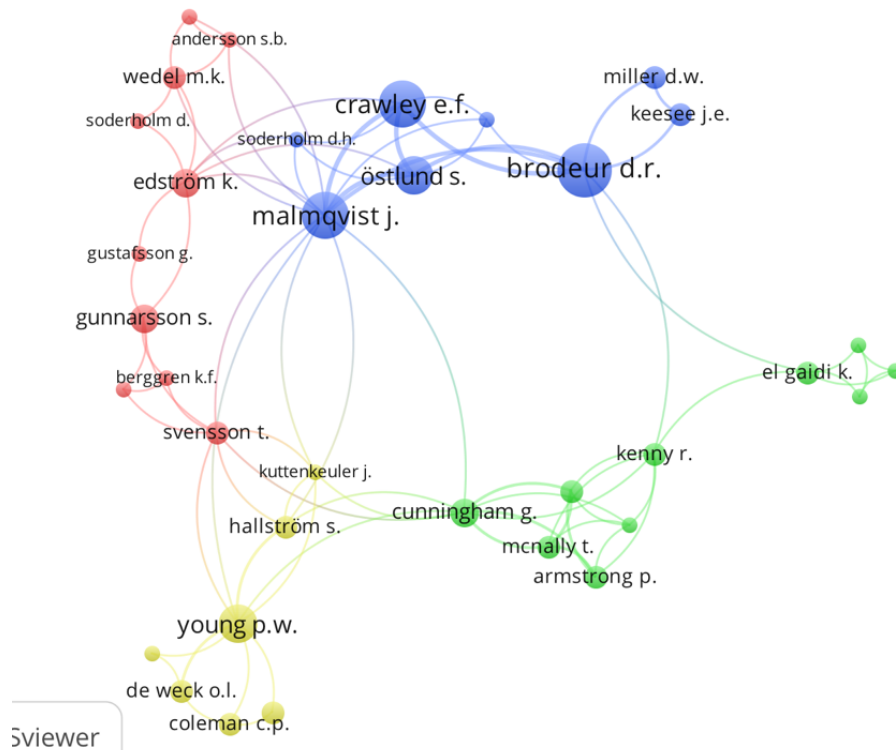 andersson s.b.
wedel m.k.
miller d.w.
crawley e.f.
keesee j.e.
soderholm d.
soderholm d.h.
brodeur d.r.
östlund s.
edström k.
malmqvist j.
gustafsson g.
gunnarsson s.
el gaidi k.
berggren k.f.
svensson t.
kenny r.
kuttenkeuler j.
cunningham g.
hallström s.
mcnally t.
armstrong p.
young p.w.
de weck o.l.
coleman c.p.
Sviewer